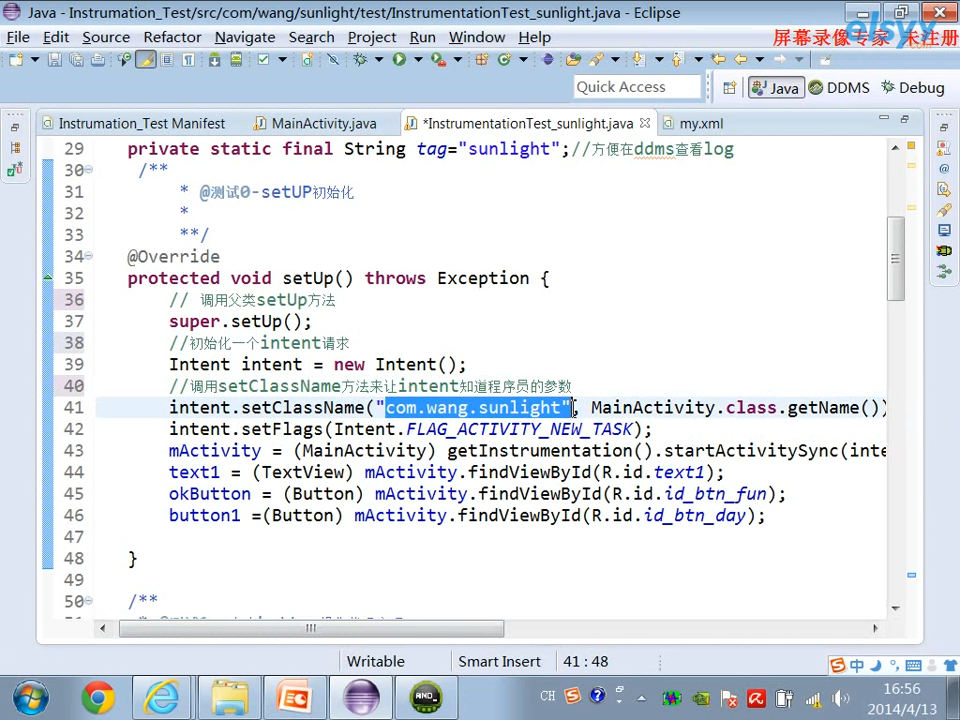 Java - Instrumation_Test/src/com/wang/sunlight/test/InstrumentationTest_sunlight.java - Eclipse
File Edit Source Refactor Navigate Search Project Run Window Help
elsyy
屏幕录像专家 未注册
Quick Access
Java DDMS Debug
Instrumation_Test Manifest MainActivity.java *InstrumentationTest_sunlight.java my.xml
29 private static final String tag="sunlight";//方便在ddms查看log
30 /**
31 * @测试0-setUP初始化
32 *
33 **/
34 @Override
35 protected void setUp() throws Exception {
36 // 调用父类setUp方法
37 super.setUp();
38 //初始化一个intent请求
39 Intent intent = new Intent();
40 //调用setClassName方法来让intent知道程序员的参数
41 intent.setClassName("com.wang.sunlight", MainActivity.class.getName())
42 intent.setFlags(Intent.FLAG_ACTIVITY_NEW_TASK);
43 mActivity = (MainActivity) getInstrumentation().startActivitySync(inte
44 text1 = (TextView) mActivity.findViewById(R.id.text1);
45 okButton = (Button) mActivity.findViewById(R.id.id_btn_fun);
46 button1 =(Button) mActivity.findViewById(R.id.id_btn_day);
47
48 }
49
50 /**
Writable Smart Insert 41 : 48
中
CH
16:56
2014/4/13